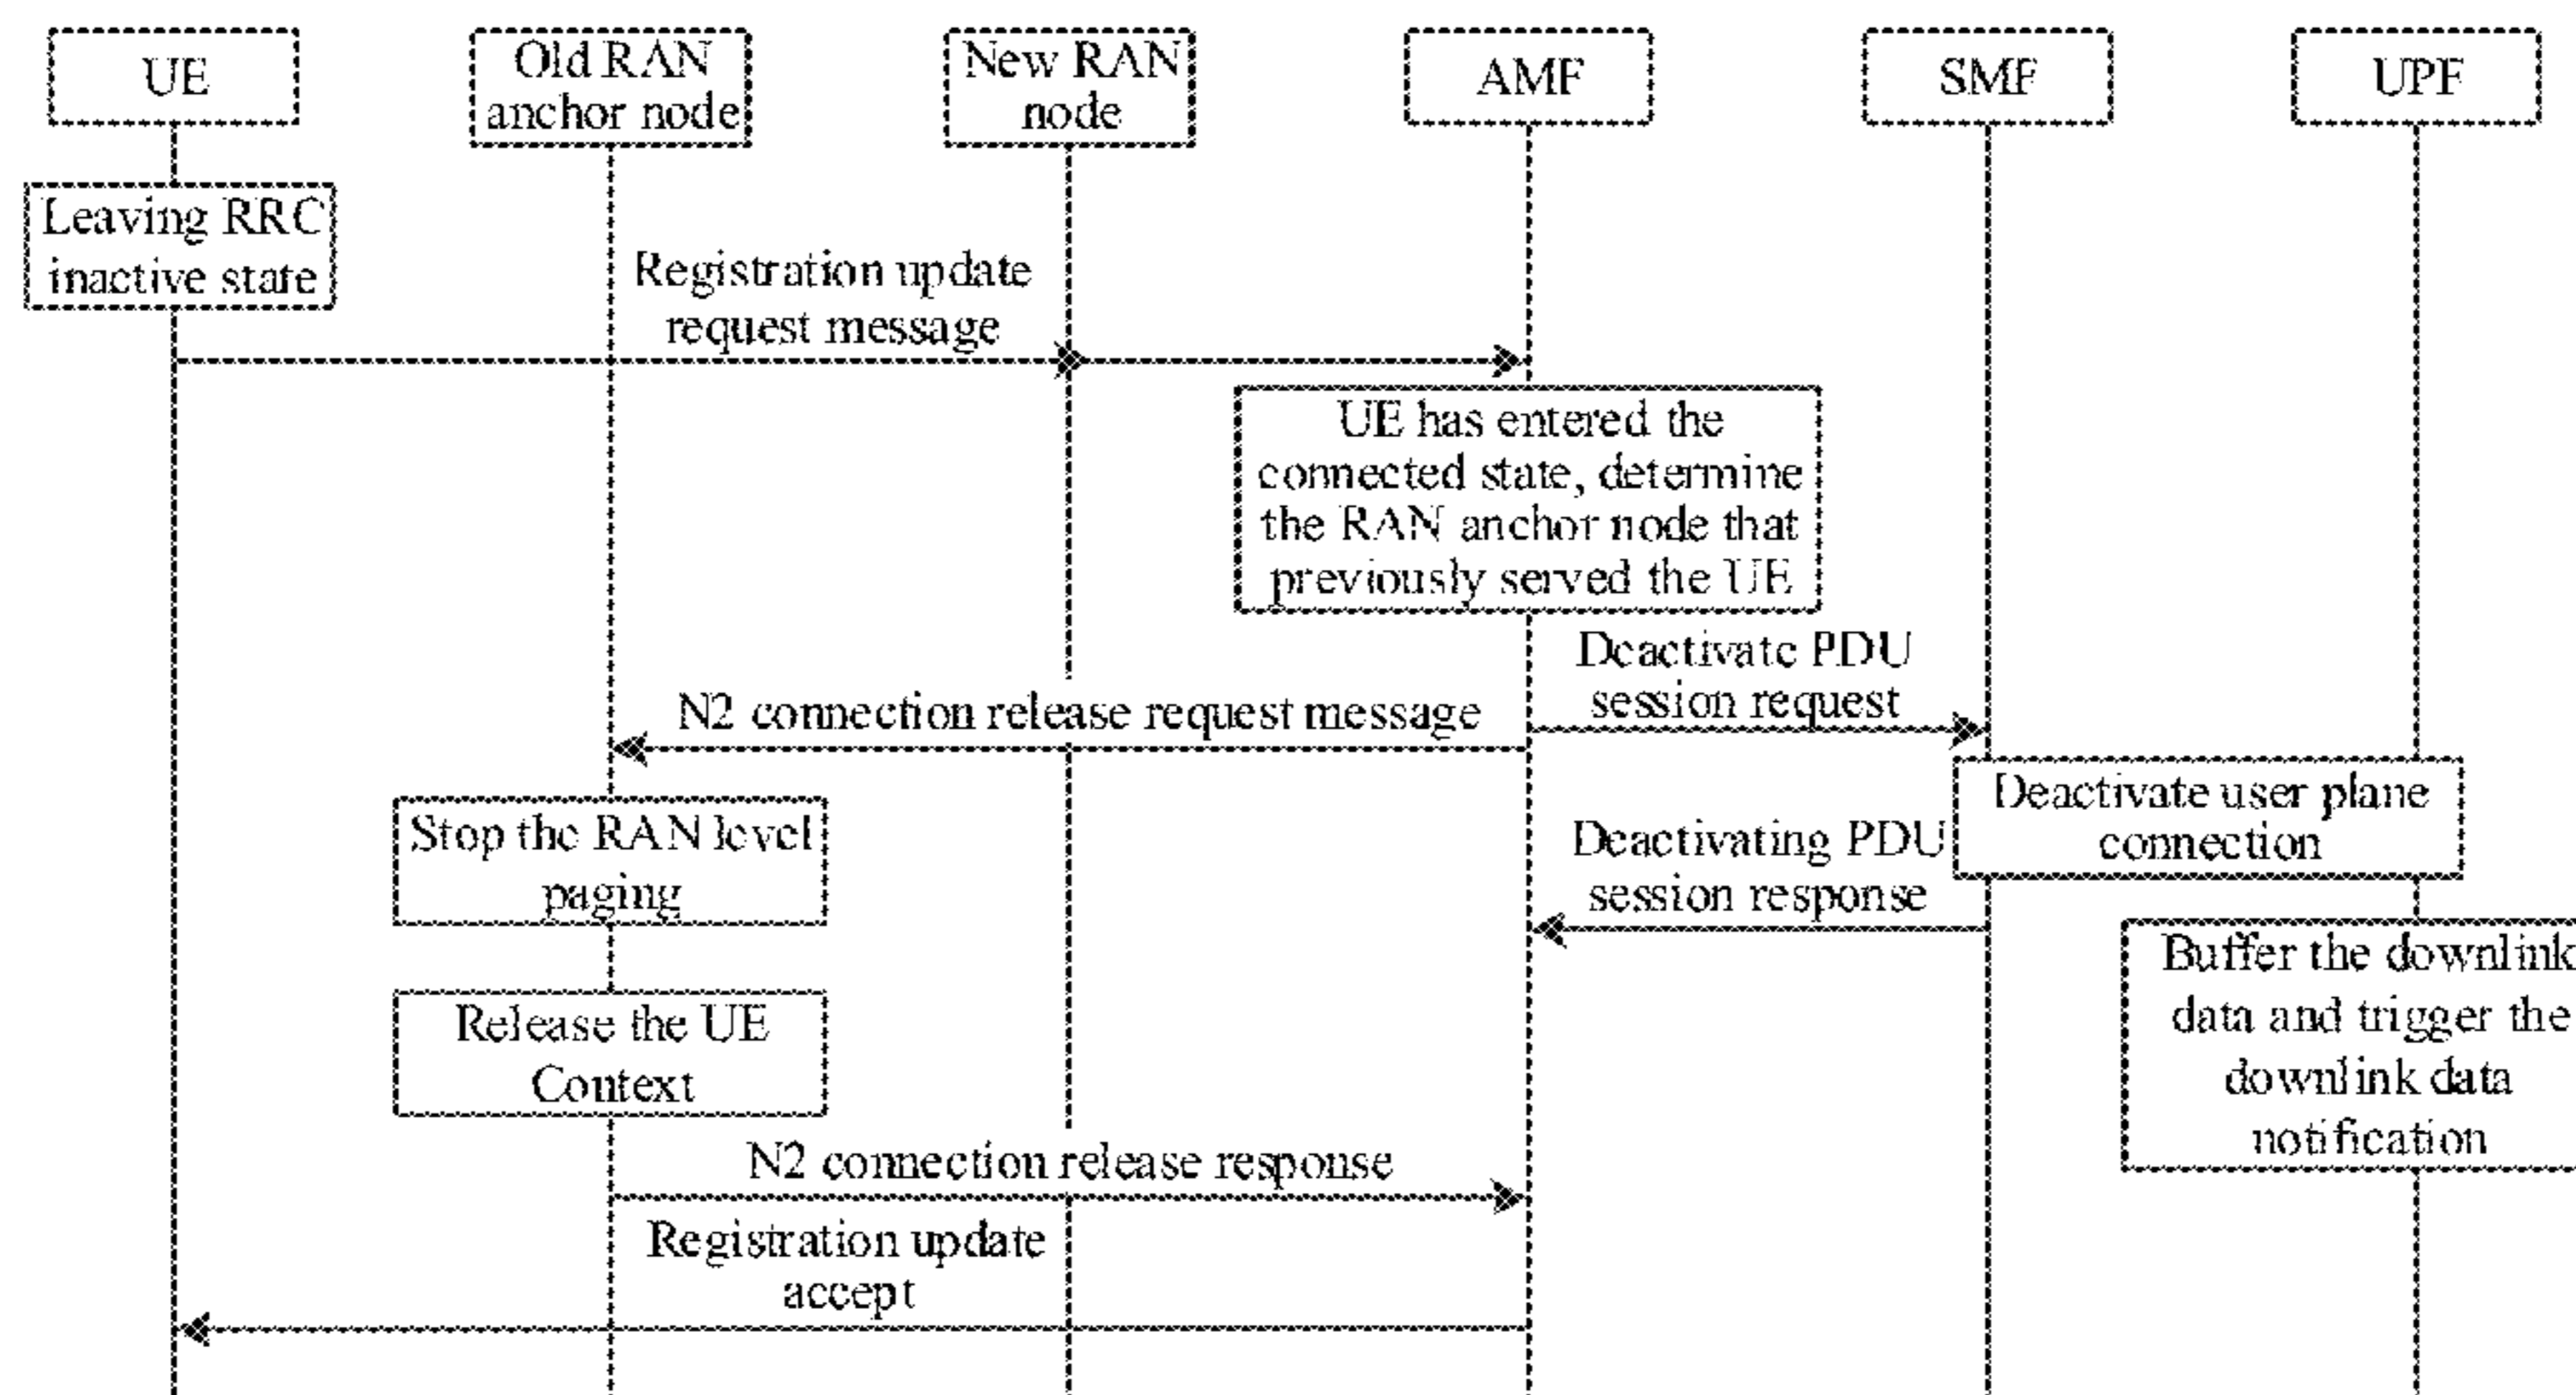 UE
Old RAN
anchor node
New RAN
node
AMF
SMF
UPF
Leaving RRC
inactive state
Registration update
request message
UE has entered the
connected state, determine
the RAN anchor node that
previously served the UE
Deactivate PDU
session request
N2 connection release request message
Deactivate user plane
connection
Stop the RAN level
paging
Deactivating PDU
session response
Buffer the downlink
data and trigger the
downlink data
notification
Release the UE
Context
N2 connection release response
Registration update
accept